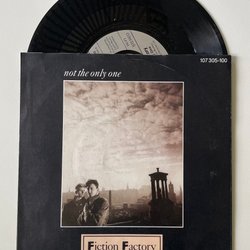 not the only one
107 305-100
Fiction Factory